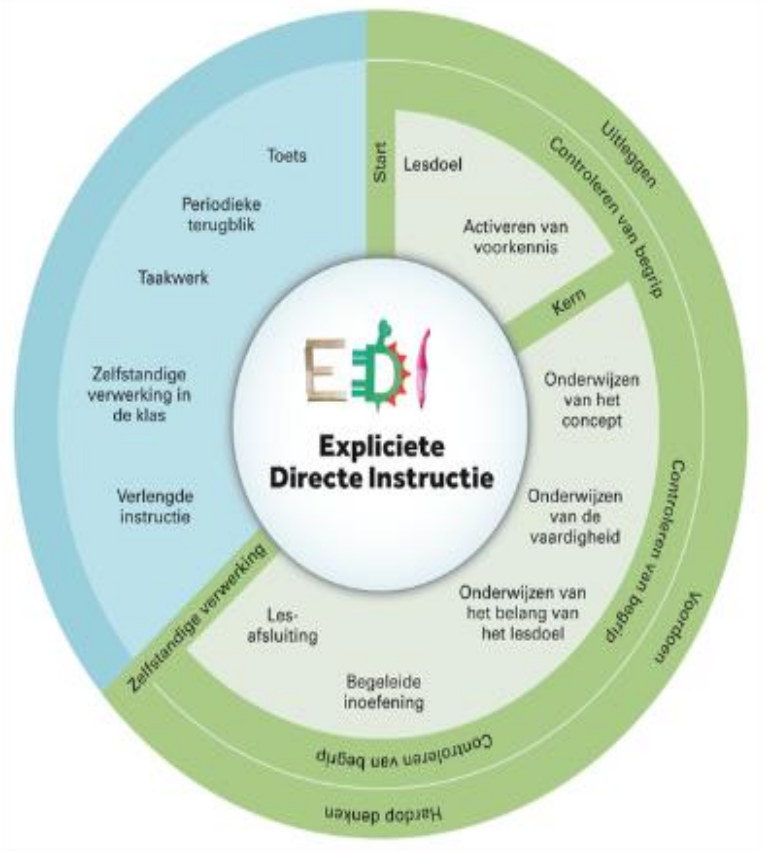 Start
Lesdoel
Activeren van
voorkennis
Uitleggen
Controleren van begrip
Kern
Onderwijzen
van het
concept
Onderwijzen
van de
vaardigheid
Onderwijzen van
het belang van
het lesdoel
Controleren van begrip
Voordoen
Begeleide
inoefening
Les-
afsluiting
Controleren van begrip
Hardop denken
Zelfstandige verwerking
Verlengde
instructie
Zelfstandige
verwerking in
de klas
Taakwerk
Periodieke
terugblik
Toets
EDI
Expliciete
Directe Instructie